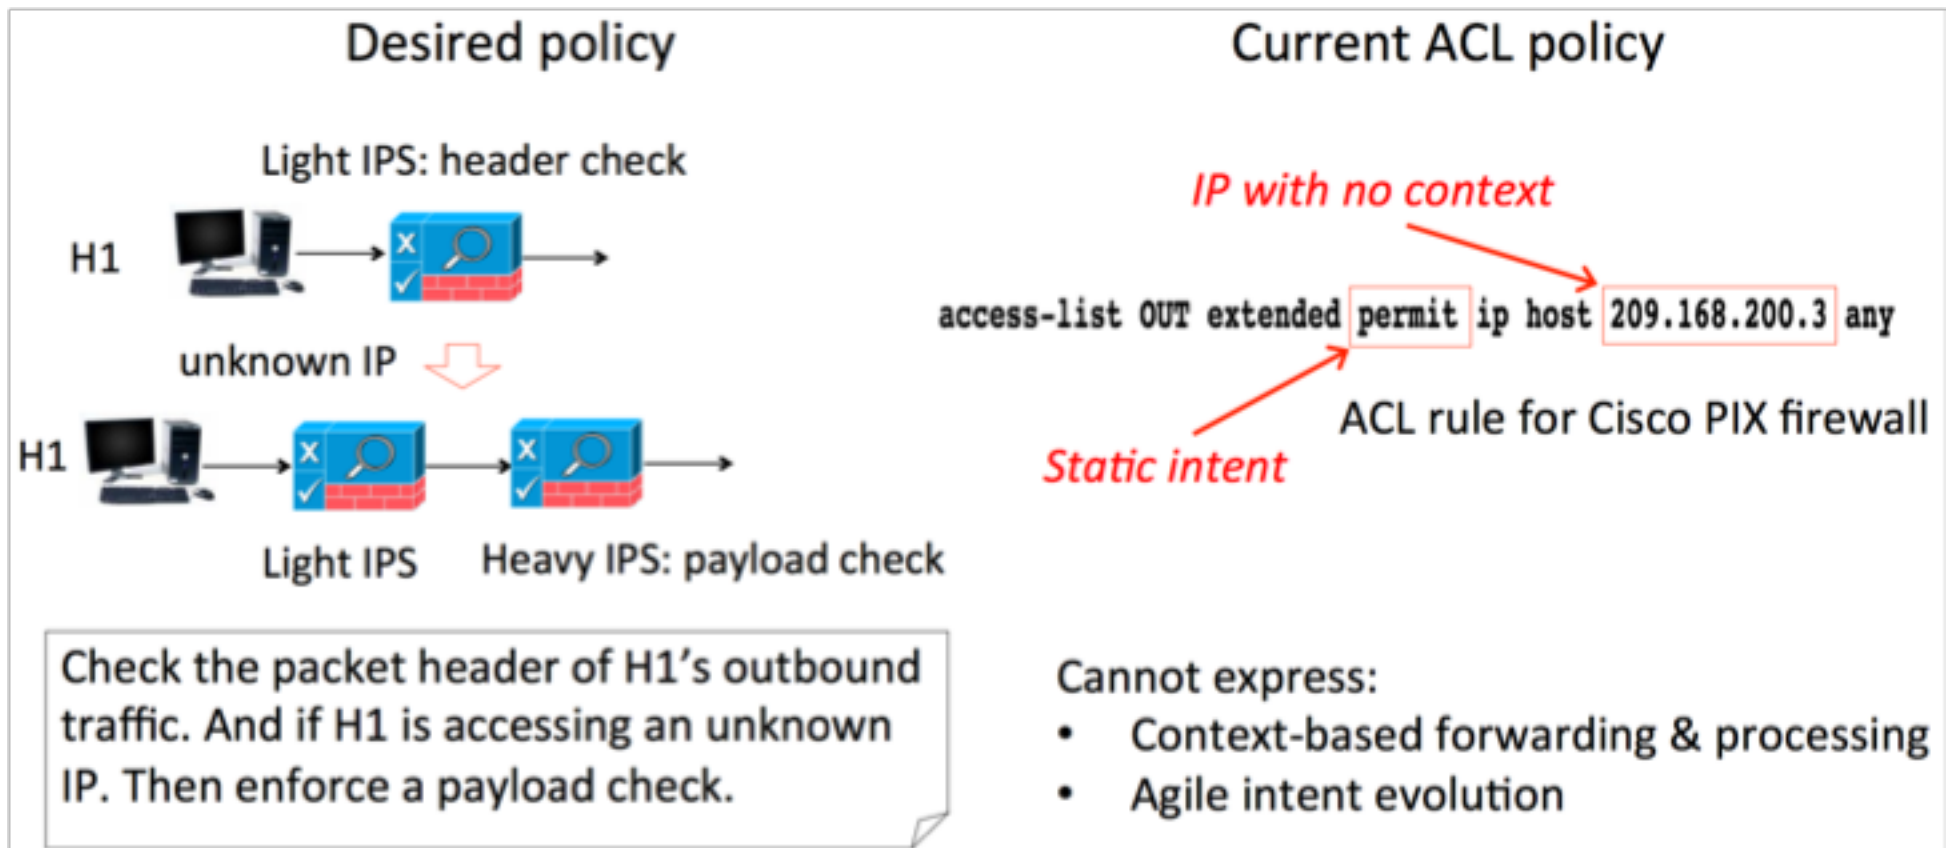 Desired policy
Light IPS: header check
H1
unknown IP
H1
Light IPS
Heavy IPS: payload check
Check the packet header of H1's outbound
traffic. And if H1 is accessing an unknown
IP. Then enforce a payload check.
Current ACL policy
IP with no context
access-list OUT extended permit ip host 209.168.200.3 any
ACL rule for Cisco PIX firewall
Static intent
Cannot express:
• Context-based forwarding & processing
• Agile intent evolution